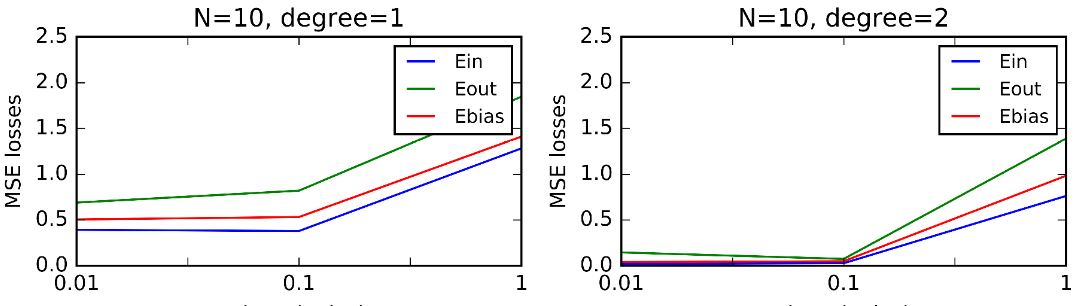 N=10, degree=1
2.5
2.0
1.5
1.0
0.5
0.0
MSE losses
Ein
Eout
Ebias
0.01
0.1
1
N=10, degree=2
2.5
2.0
1.5
1.0
0.5
0.0
MSE losses
Ein
Eout
Ebias
0.01
0.1
1